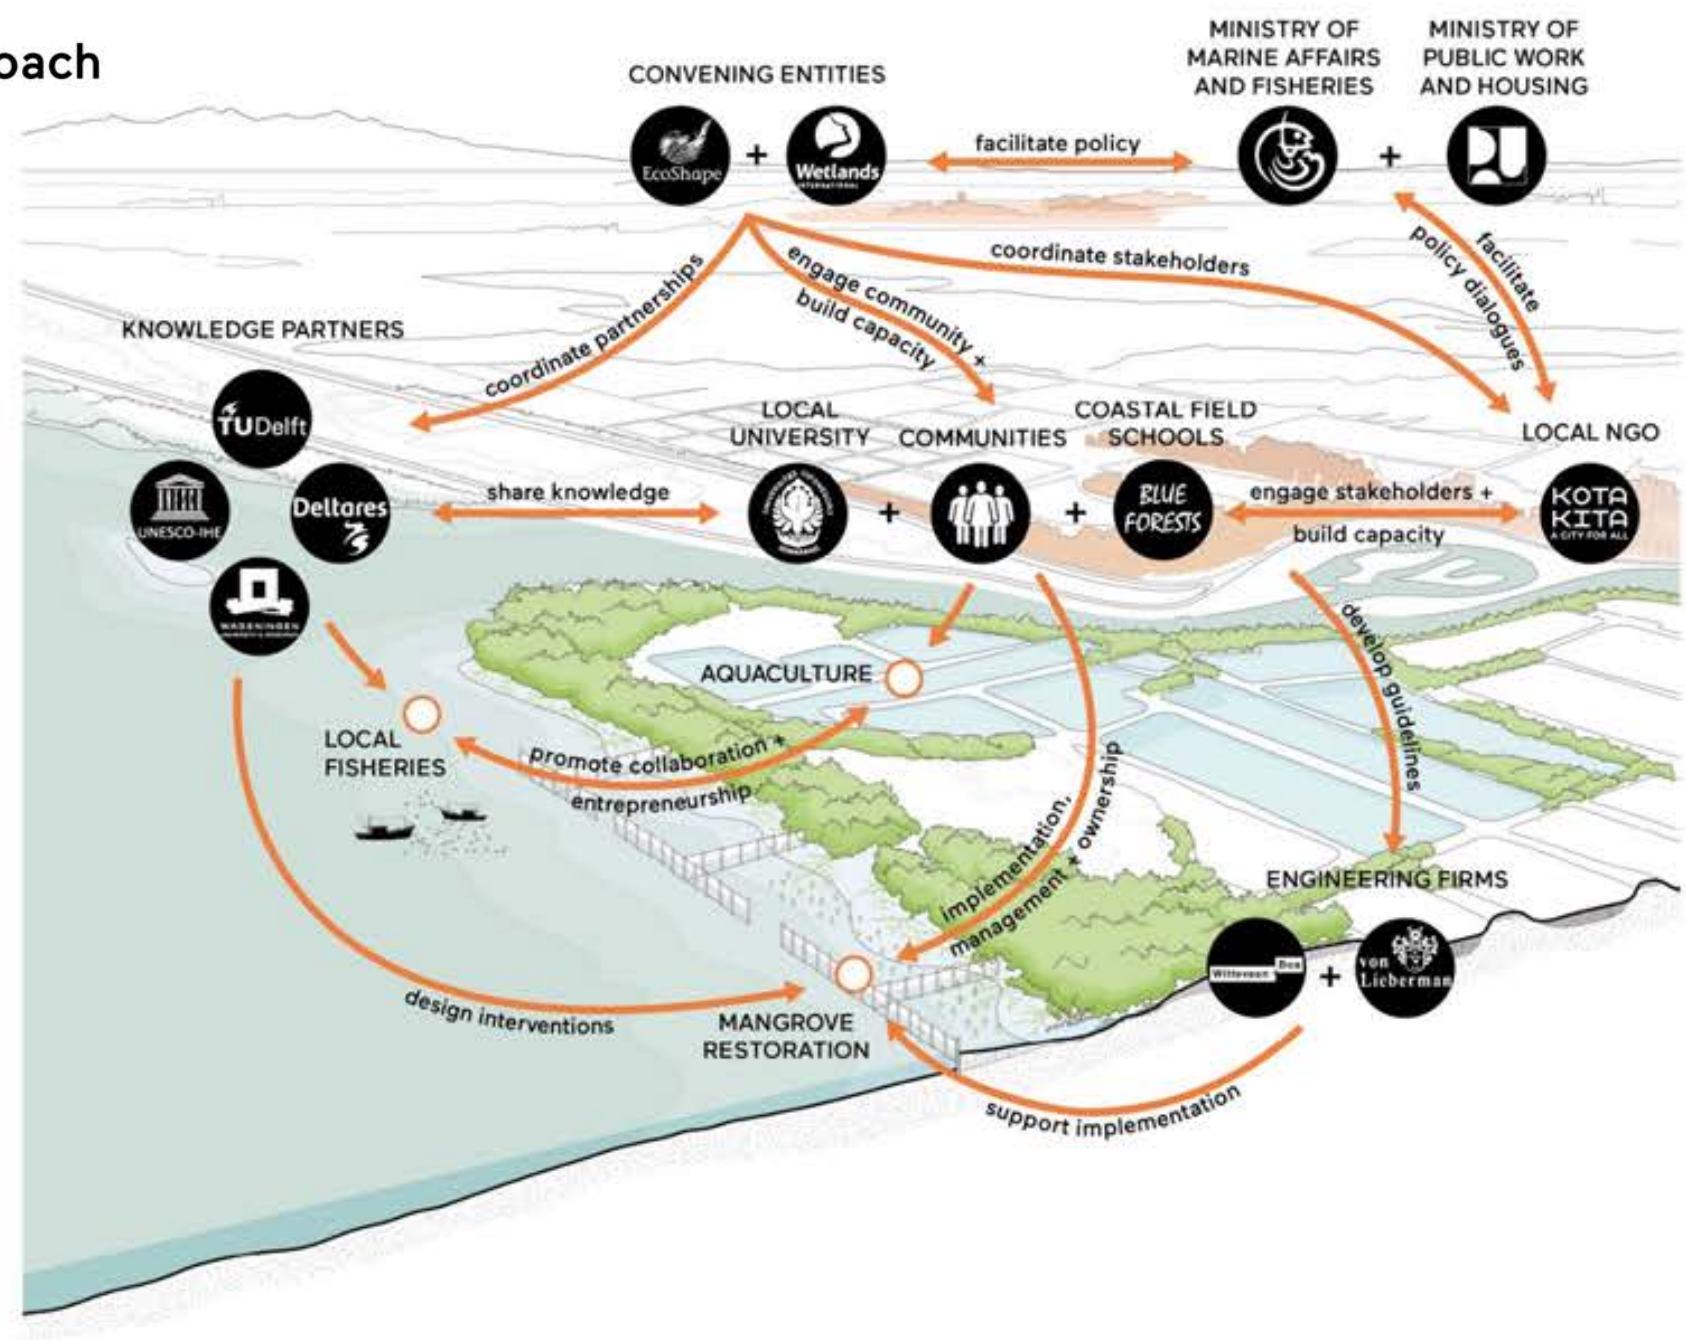 oach
CONVENING ENTITIES
MINISTRY OF
MARINE AFFAIRS
AND FISHERIES
MINISTRY OF
PUBLIC WORK
AND HOUSING
EcoShape
+
Wetlands
INTERNATIONAL
facilitate policy
+
coordinate partnerships
engage community +
build capacity
coordinate stakeholders
facilitate
policy dialogues
KNOWLEDGE PARTNERS
TUDelft
UNESCO-IHE
Deltares
WAGENINGEN
share knowledge
LOCAL
UNIVERSITY
+
COMMUNITIES
+
COASTAL FIELD
SCHOOLS
BLUE
FORESTS
engage stakeholders +
build capacity
LOCAL NGO
KOTA
KITA
A CITY FOR ALL
AQUACULTURE
LOCAL
FISHERIES
promote collaboration +
entrepreneurship
implementation,
management + ownership
develop guidelines
ENGINEERING FIRMS
Witteveen Bos
+
von
Lieberman
design interventions
MANGROVE
RESTORATION
support implementation